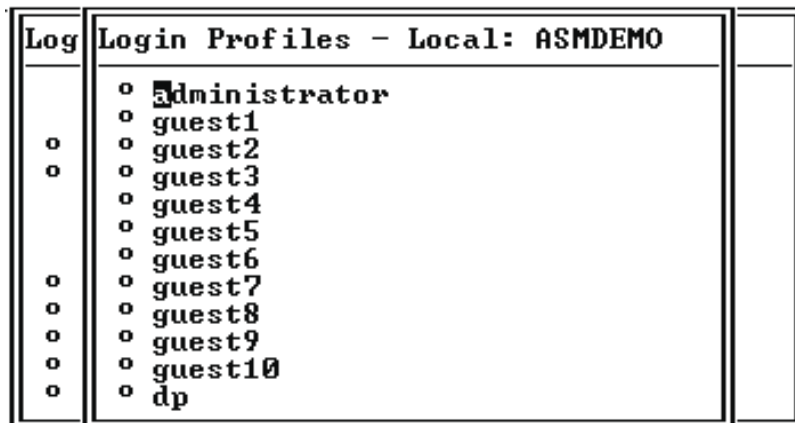 Log
Login Profiles - Local: ASMDEMO
° administrator
° guest1
° guest2
° guest3
° guest4
° guest5
° guest6
° guest7
° guest8
° guest9
° guest10
° dp